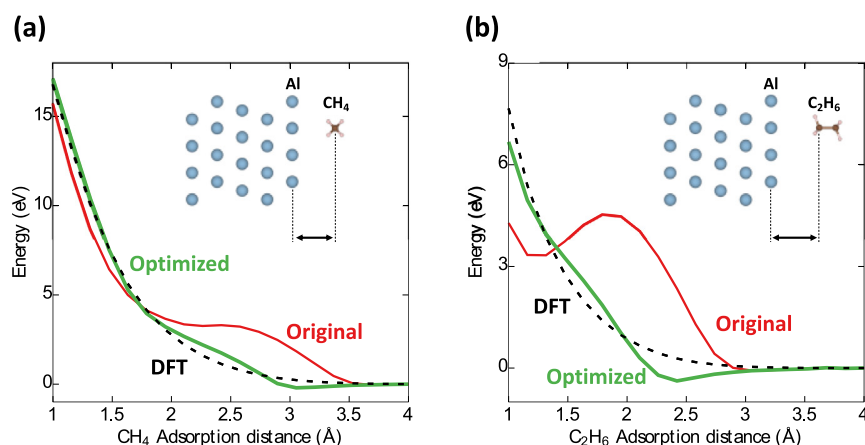 (a)
15
10
5
0
Energy (eV)
Al
CH4
Optimized
Original
DFT
1
1.5
2
2.5
3
3.5
4
CH4 Adsorption distance (Å)
(b)
9
6
3
0
Energy (eV)
Al
C2H6
Original
DFT
Optimized
1
1.5
2
2.5
3
3.5
4
C2H6 Adsorption distance (Å)